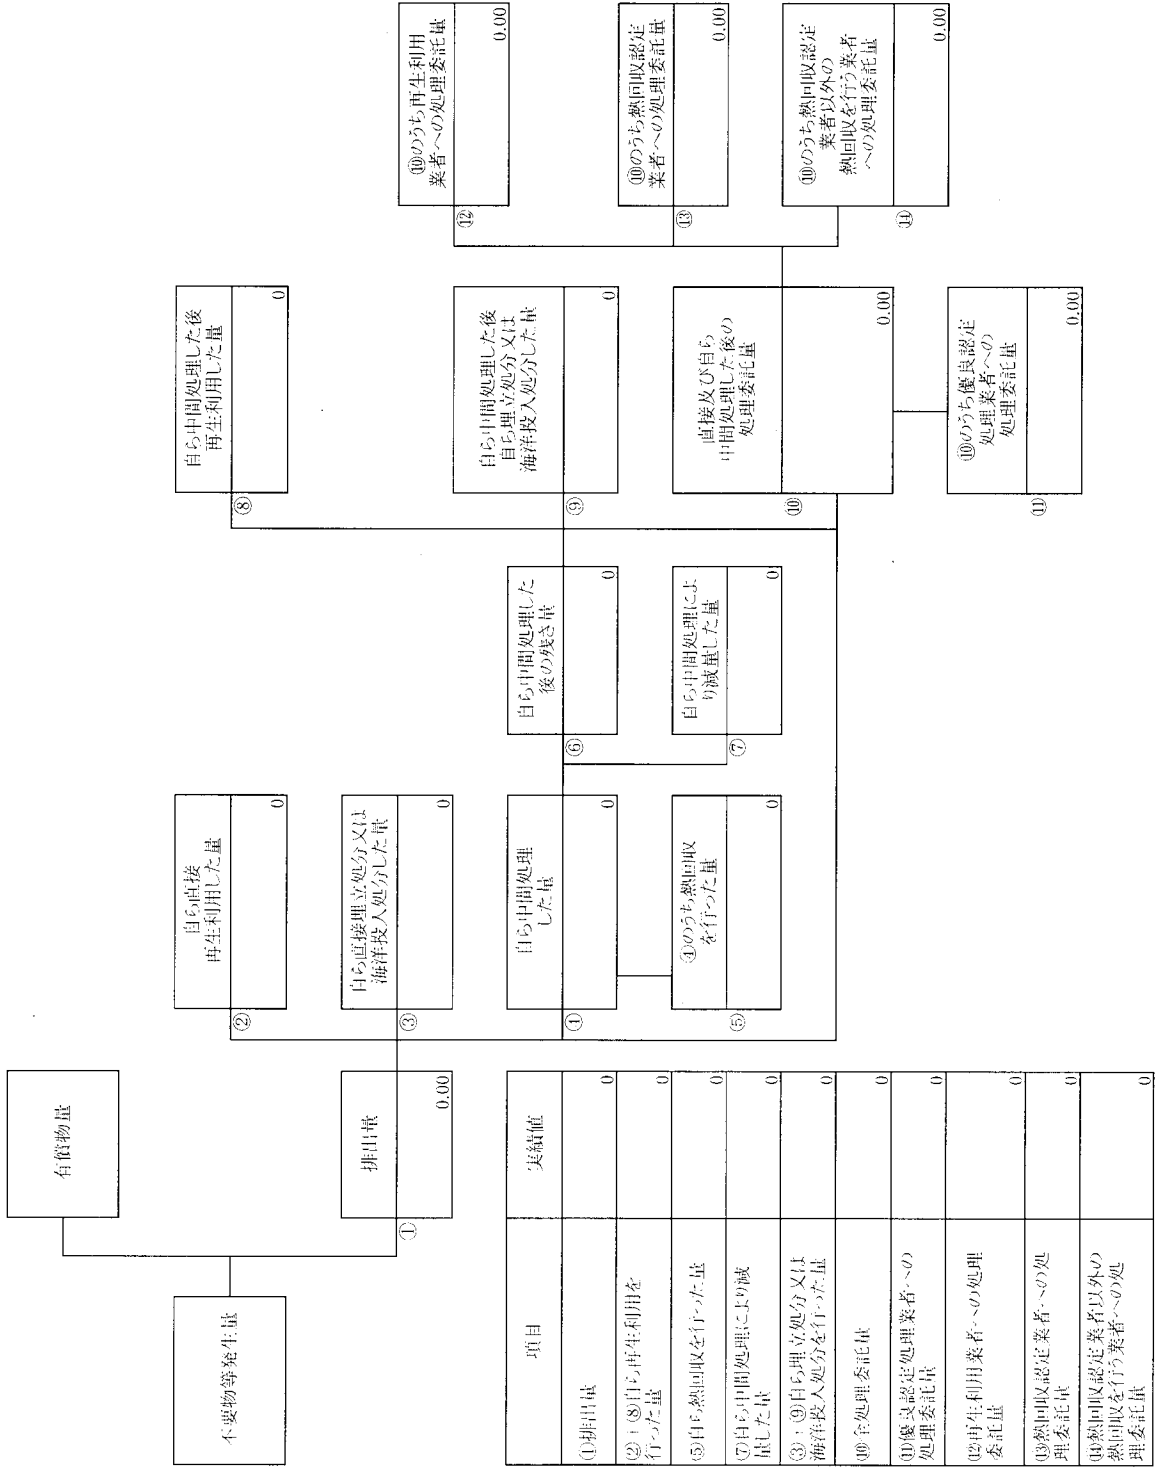 不要物等発生量
有償物量
①
排出量
0.00
②
自ら直接
再生利用した量
0
③
自ら直接埋立処分又は
海洋投入処分した量
0
④
自ら中間処理
した量
0
⑤
④のうち熱回収
を行った量
0
⑥
自ら中間処理した
後の残さ量
0
⑦
自ら中間処理によ
り減量した量
0
⑧
自ら中間処理した後
再生利用した量
0
⑨
自ら中間処理した後
自ら埋立処分又は
海洋投入処分した量
0
⑩
直接及び自ら
中間処理した後の
処理委託量
0.00
⑪
⑩のうち優良認定
処理業者への
処理委託量
0.00
⑫
⑩のうち再生利用
業者への処理委託量
0.00
⑬
⑩のうち熱回収認定
業者への処理委託量
0.00
⑭
⑩のうち熱回収認定
業者以外の
熱回収を行う業者
への処理委託量
0.00
項目 実績値
①排出量 0
②+⑧自ら再生利用を
行った量 0
⑤自ら熱回収を行った量 0
⑦自ら中間処理により減
量した量 0
③+⑨自ら埋立処分又は
海洋投入処分を行った量 0
⑩全処理委託量 0
⑪優良認定処理業者への
処理委託量 0
⑫再生利用業者への処理
委託量 0
⑬熱回収認定業者への処
理委託量 0
⑭熱回収認定業者以外の
熱回収を行う業者への処
理委託量 0